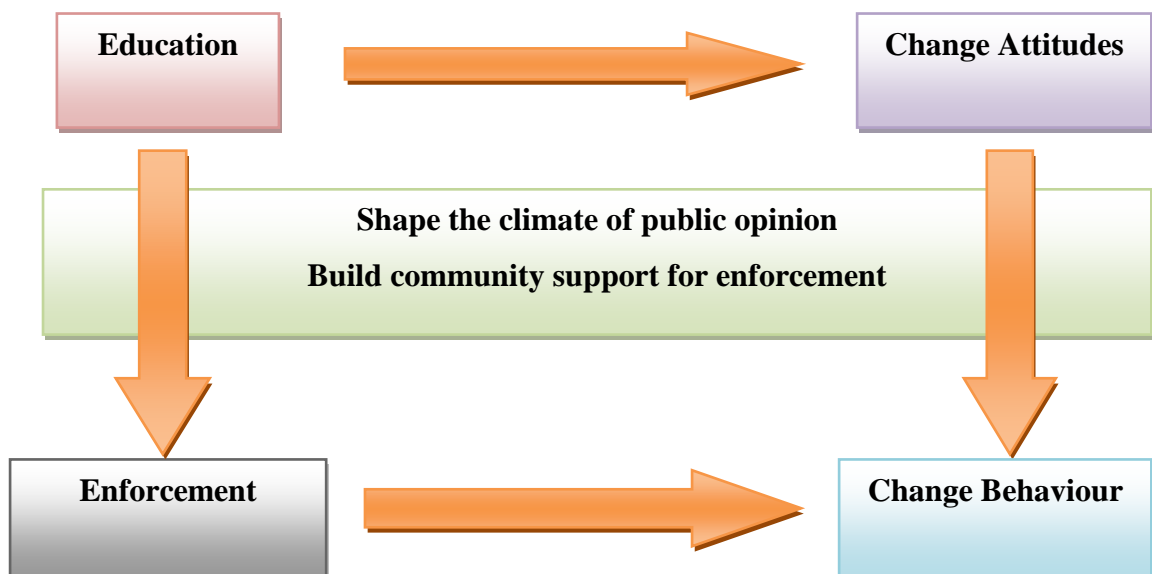 Education
Change Attitudes
Shape the climate of public opinion
Build community support for enforcement
Enforcement
Change Behaviour